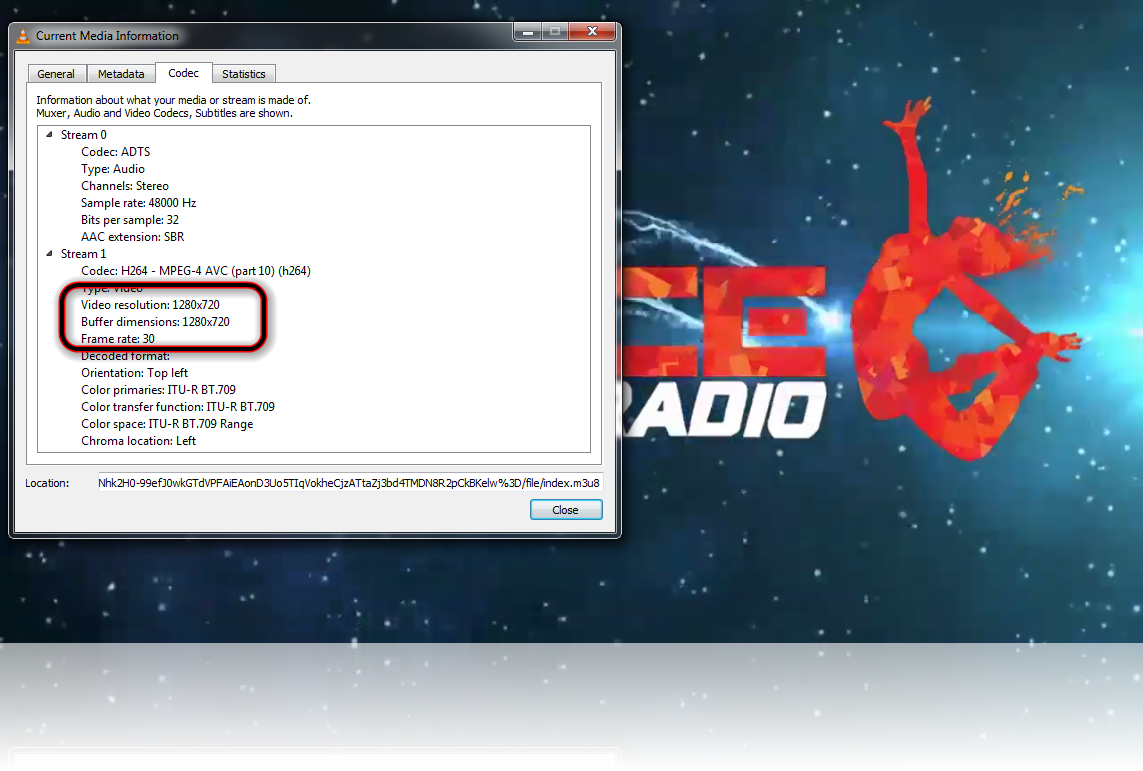 Current Media Information
General Metadata Codec Statistics
Information about what your media or stream is made of.
Muxer, Audio and Video Codecs, Subtitles are shown.
Stream 0
Codec: ADTS
Type: Audio
Channels: Stereo
Sample rate: 48000 Hz
Bits per sample: 32
AAC extension: SBR
Stream 1
Codec: H264 - MPEG-4 AVC (part 10) (h264)
Type: Video
Video resolution: 1280x720
Buffer dimensions: 1280x720
Frame rate: 30
Decoded format:
Orientation: Top left
Color primaries: ITU-R BT.709
Color transfer function: ITU-R BT.709
Color space: ITU-R BT.709 Range
Chroma location: Left
Location: Nhk2H0-99efJ0wkGTdVPFAiEAonD3Uo5TIqVokheCjzATtaZj3bd4TMDN8R2pCkBKelw%3D/file/index.m3u8
Close
CE
RADIO